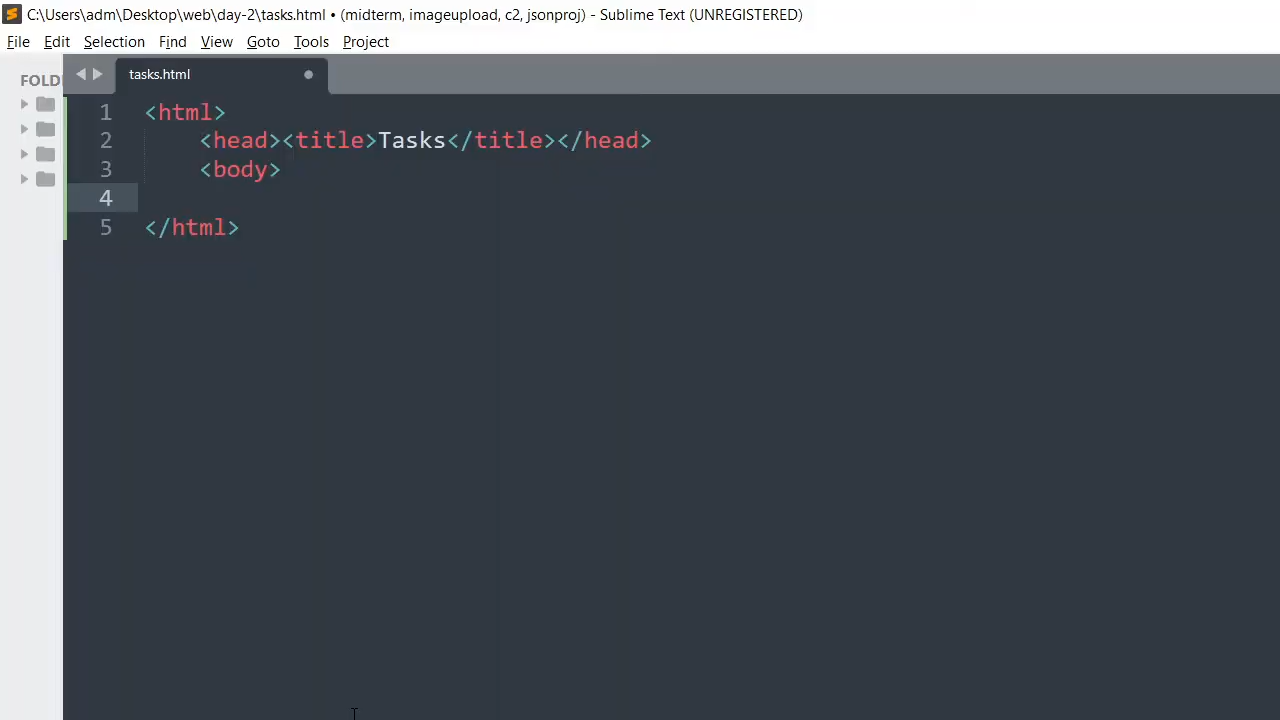 C:\Users\adm\Desktop\web\day-2\tasks.html • (midterm, imageupload, c2, jsonproj) - Sublime Text (UNREGISTERED)
File Edit Selection Find View Goto Tools Project
FOLD
tasks.html
1 <html>
2 <head><title>Tasks</title></head>
3 <body>
4
5 </html>